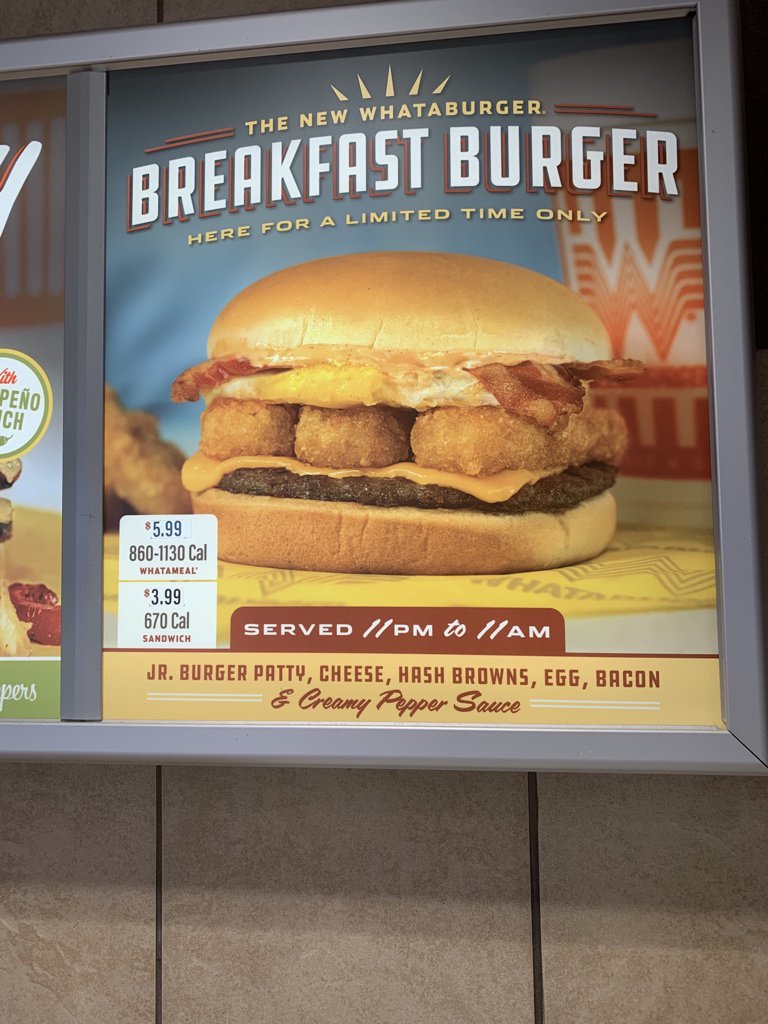 THE NEW WHATABURGER®
BREAKFAST BURGER
HERE FOR A LIMITED TIME ONLY
W
With
$5.99
860-1130 Cal
WHATAMEAL®
$3.99
670 Cal
SANDWICH
SERVED 11PM to 11AM
JR. BURGER PATTY, CHEESE, HASH BROWNS, EGG, BACON
& Creamy Pepper Sauce